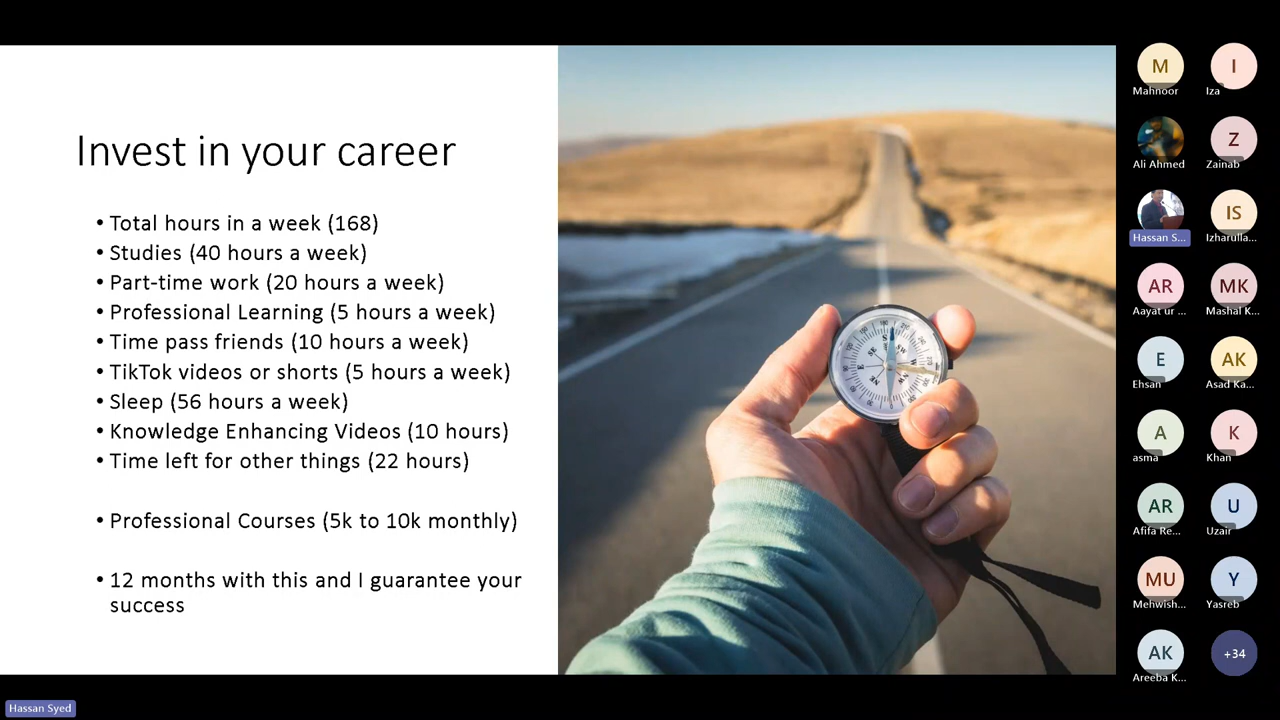 Invest in your career
• Total hours in a week (168)
• Studies (40 hours a week)
• Part-time work (20 hours a week)
• Professional Learning (5 hours a week)
• Time pass friends (10 hours a week)
• TikTok videos or shorts (5 hours a week)
• Sleep (56 hours a week)
• Knowledge Enhancing Videos (10 hours)
• Time left for other things (22 hours)
• Professional Courses (5k to 10k monthly)
• 12 months with this and I guarantee your
success
M
Mahnoor
I
Iza
Ali Ahmed
Z
Zainab
Hassan S...
IS
Izharulla...
AR
Aayat ur ...
MK
Mashal K...
E
Ehsan
AK
Asad Ka...
A
asma
K
Khan
AR
Afifa Re...
U
Uzair
MU
Mehwish...
Y
Yasreb
AK
Areeba K...
+34
Hassan Syed